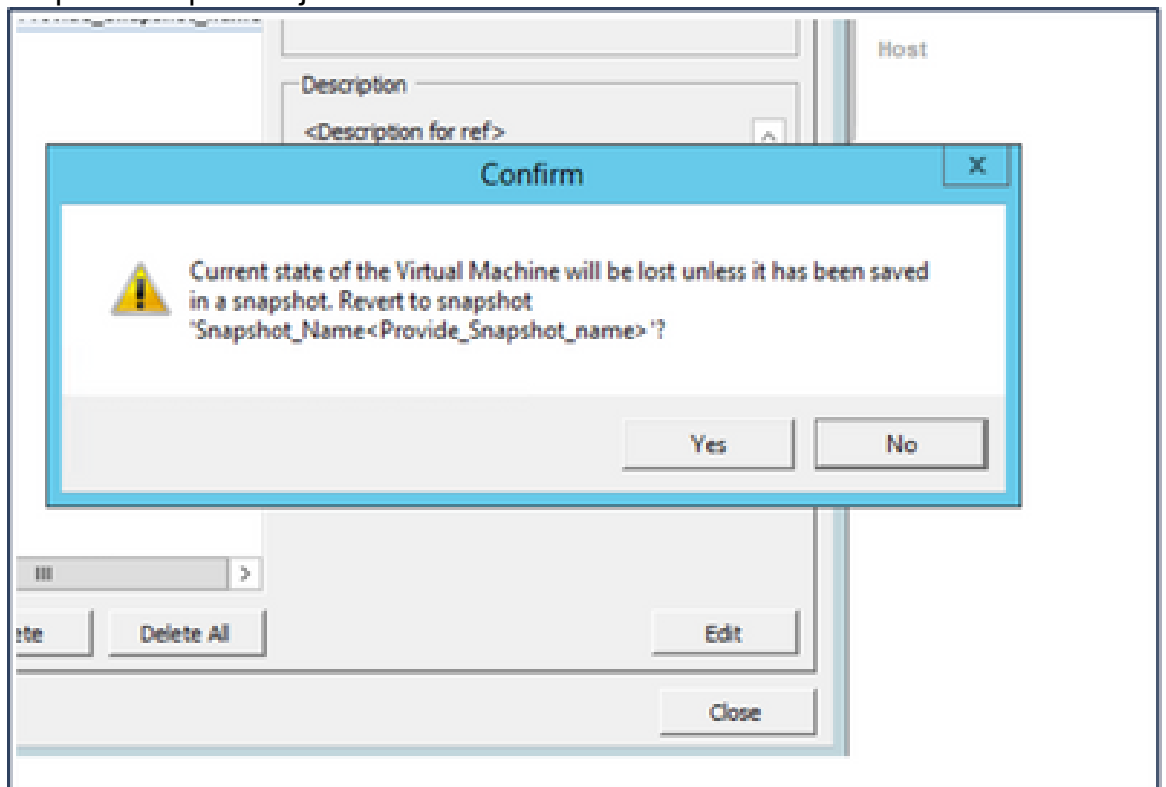 Host
Description
<Description for ref>
Confirm
X
Current state of the Virtual Machine will be lost unless it has been saved
in a snapshot. Revert to snapshot
'Snapshot_Name<Provide_Snapshot_name> '?
Yes
No
ete
Delete All
Edit
Close